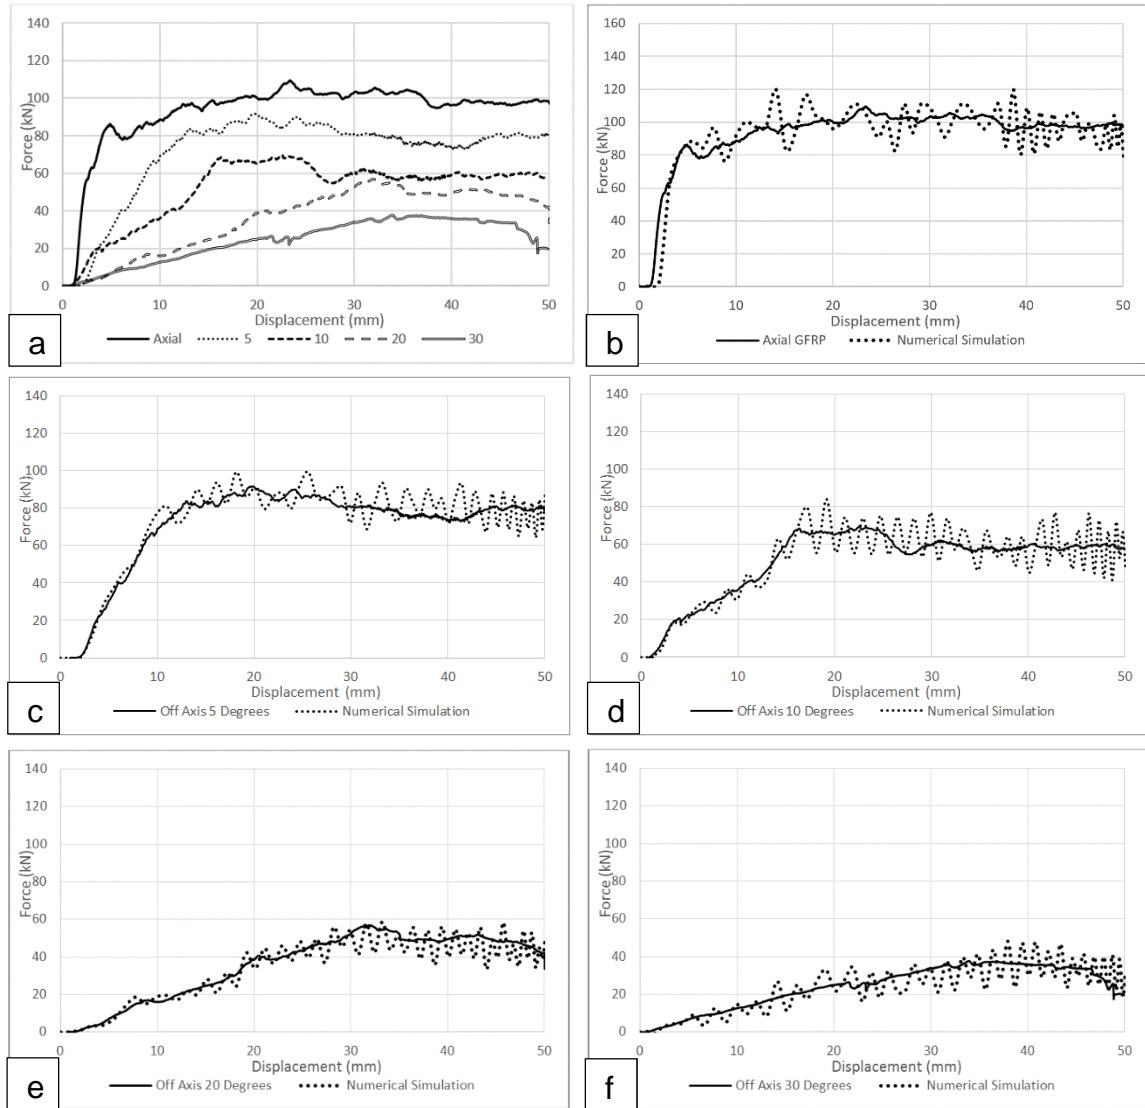 140
120
100
80
60
40
20
0
Force (kN)
0 10 20 30 40 50
Displacement (mm)
Axial 5 10 20 30
a
160
140
120
100
80
60
40
20
0
Force (kN)
0 10 20 30 40 50
Displacement (mm)
Axial GFRP Numerical Simulation
b
140
120
100
80
60
40
20
0
Force (kN)
0 10 20 30 40 50
Displacement (mm)
Off Axis 5 Degrees Numerical Simulation
c
140
120
100
80
60
40
20
0
Force (kN)
0 10 20 30 40 50
Displacement (mm)
Off Axis 10 Degrees Numerical Simulation
d
140
120
100
80
60
40
20
0
Force (kN)
0 10 20 30 40 50
Displacement (mm)
Off Axis 20 Degrees Numerical Simulation
e
140
120
100
80
60
40
20
0
Force (kN)
0 10 20 30 40 50
Displacement (mm)
Off Axis 30 Degrees Numerical Simulation
f